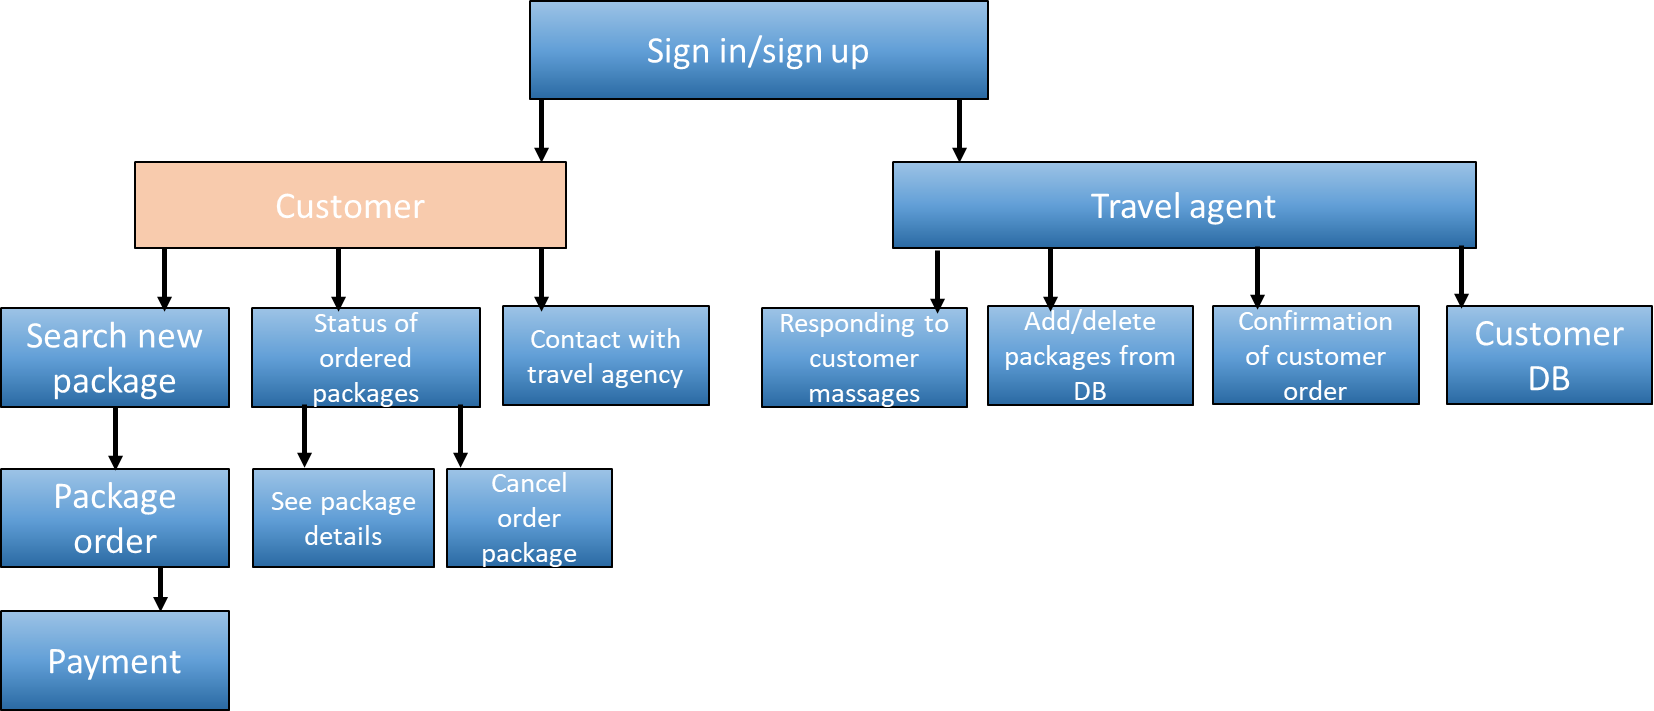 Sign in/sign up
Customer
Travel agent
Search new
package
Status of
ordered
packages
Contact with
travel agency
Responding to
customer
massages
Add/delete
packages from
DB
Confirmation
of customer
order
Customer
DB
Package
order
See package
details
Cancel
order
package
Payment